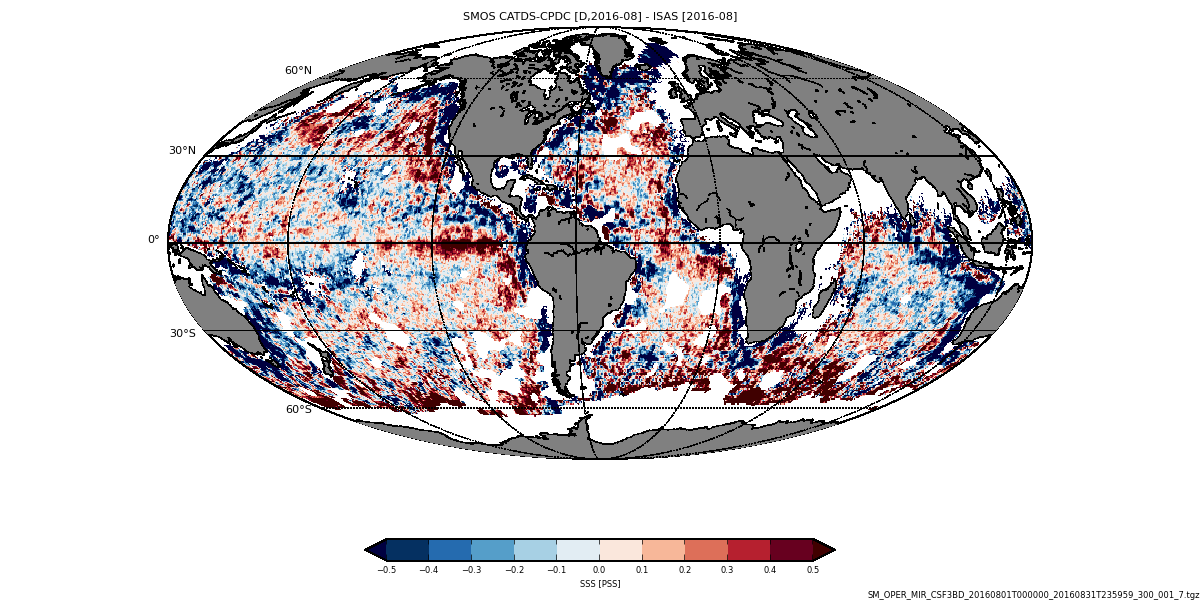 SMOS CATDS-CPDC [D,2016-08] - ISAS [2016-08]
60°N
30°N
0°
30°S
60°S
−0.5 −0.4 −0.3 −0.2 −0.1 0.0 0.1 0.2 0.3 0.4 0.5
SSS [PSS]
SM_OPER_MIR_CSF3BD_20160801T000000_20160831T235959_300_001_7.tgz